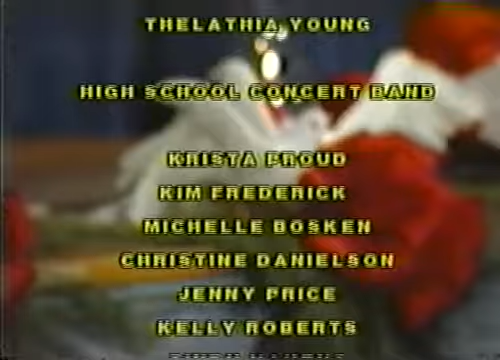 THELATHIA YOUNG
HIGH SCHOOL CONCERT BAND
KRISTA PROUD
KIM FREDERICK
MICHELLE BOSKEN
CHRISTINE DANIELSON
JENNY PRICE
KELLY ROBERTS